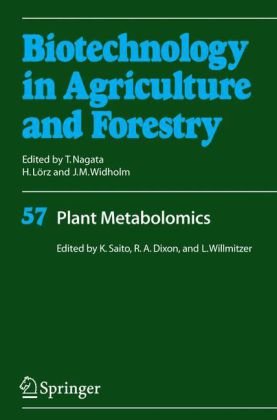 Biotechnology
in Agriculture
and Forestry
Edited by T. Nagata
H. Lörz and J. M. Widholm
57 Plant Metabolomics
Edited by K. Saito, R. A. Dixon, and L. Willmitzer
Springer